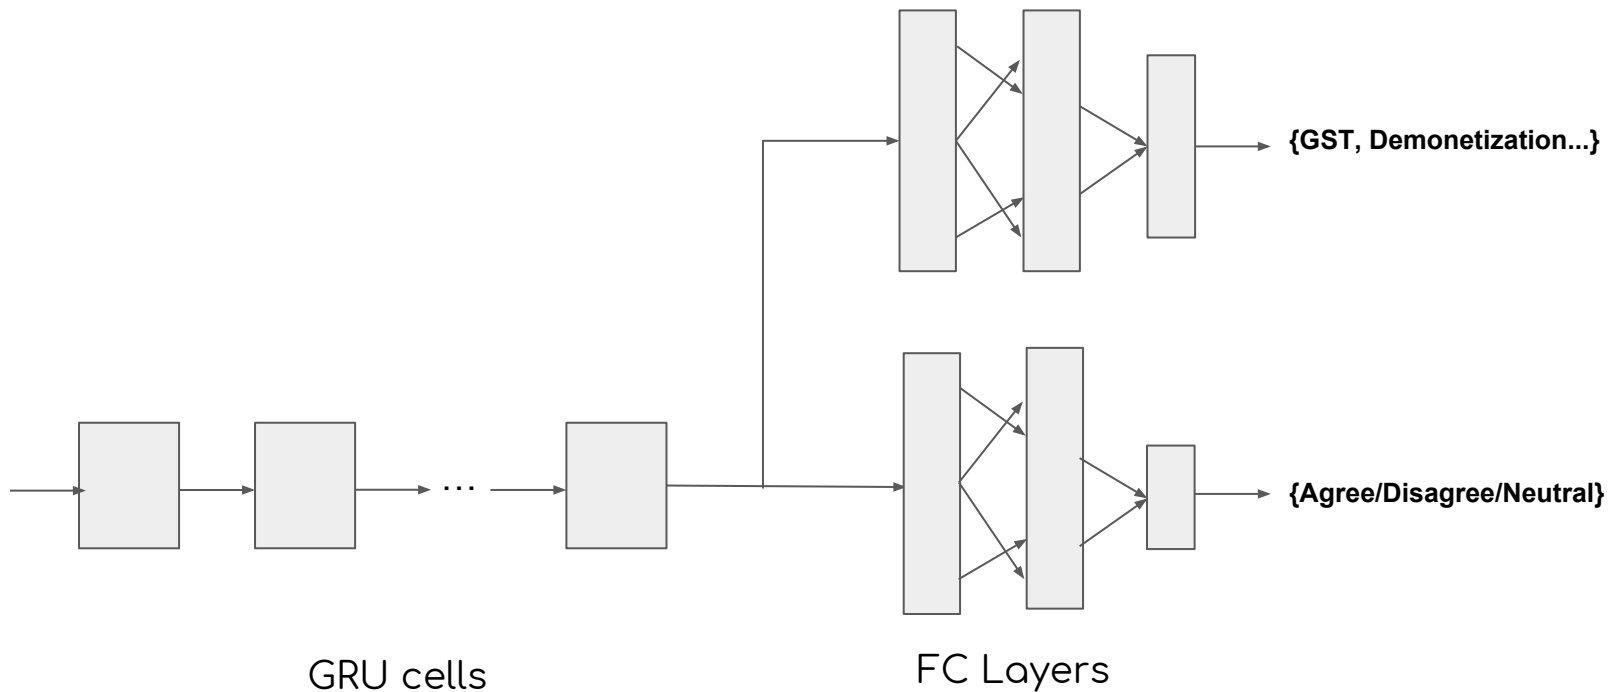 {GST, Demonetization...}
...
{Agree/Disagree/Neutral}
GRU cells
FC Layers